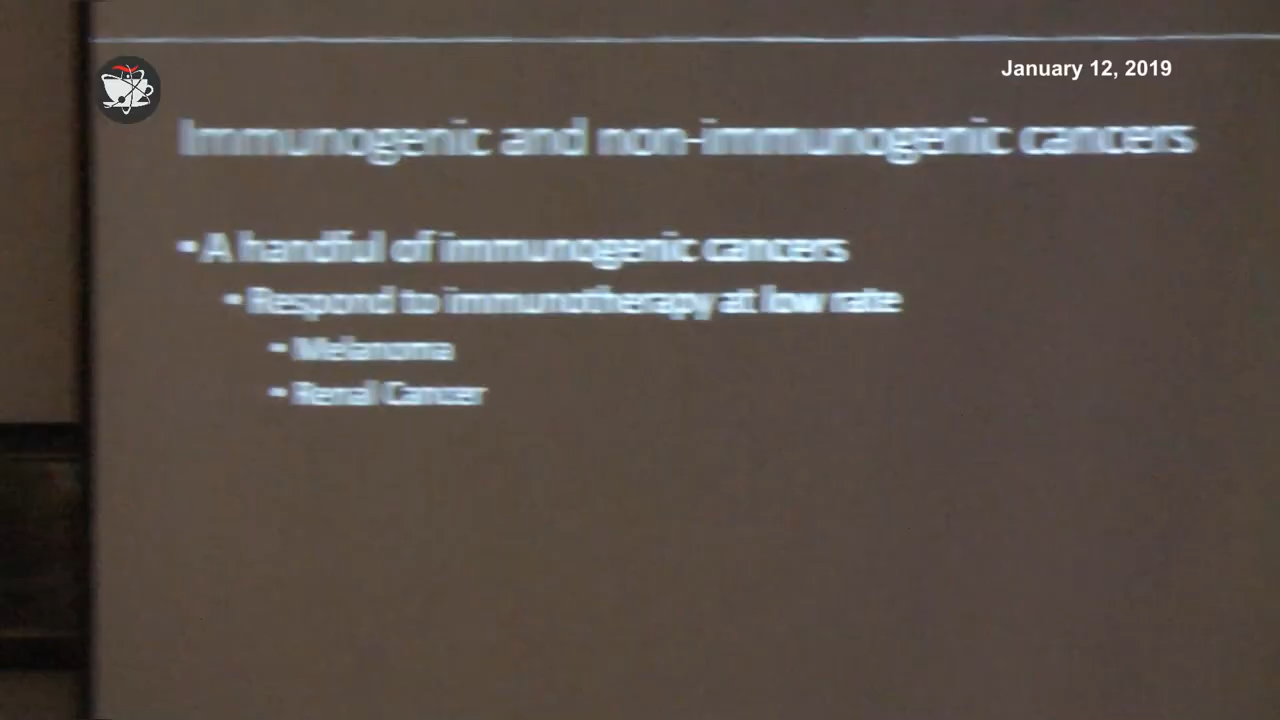 January 12, 2019
Immunogenic and non-immunogenic cancers
• A handful of immunogenic cancers
• Respond to immunotherapy at low rate
• Melanoma
• Renal Cancer